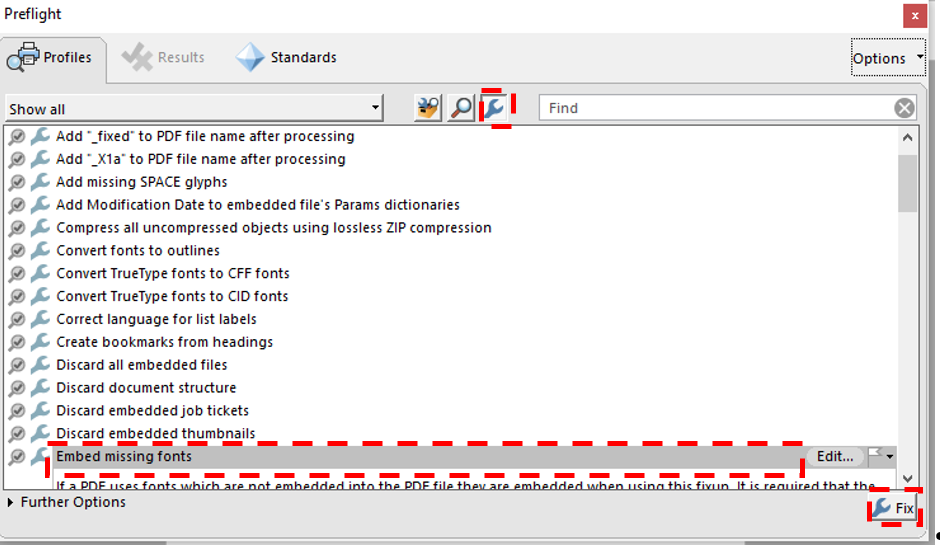 Preflight
x
Profiles Results Standards Options
Show all Find
Add "_fixed" to PDF file name after processing
Add "_X1a" to PDF file name after processing
Add missing SPACE glyphs
Add Modification Date to embedded file's Params dictionaries
Compress all uncompressed objects using lossless ZIP compression
Convert fonts to outlines
Convert TrueType fonts to CFF fonts
Convert TrueType fonts to CID fonts
Correct language for list labels
Create bookmarks from headings
Discard all embedded files
Discard document structure
Discard embedded job tickets
Discard embedded thumbnails
Embed missing fonts Edit...
If a PDF uses fonts which are not embedded into the PDF file they are embedded when using this fixup. It is required that the
Further Options
Fix